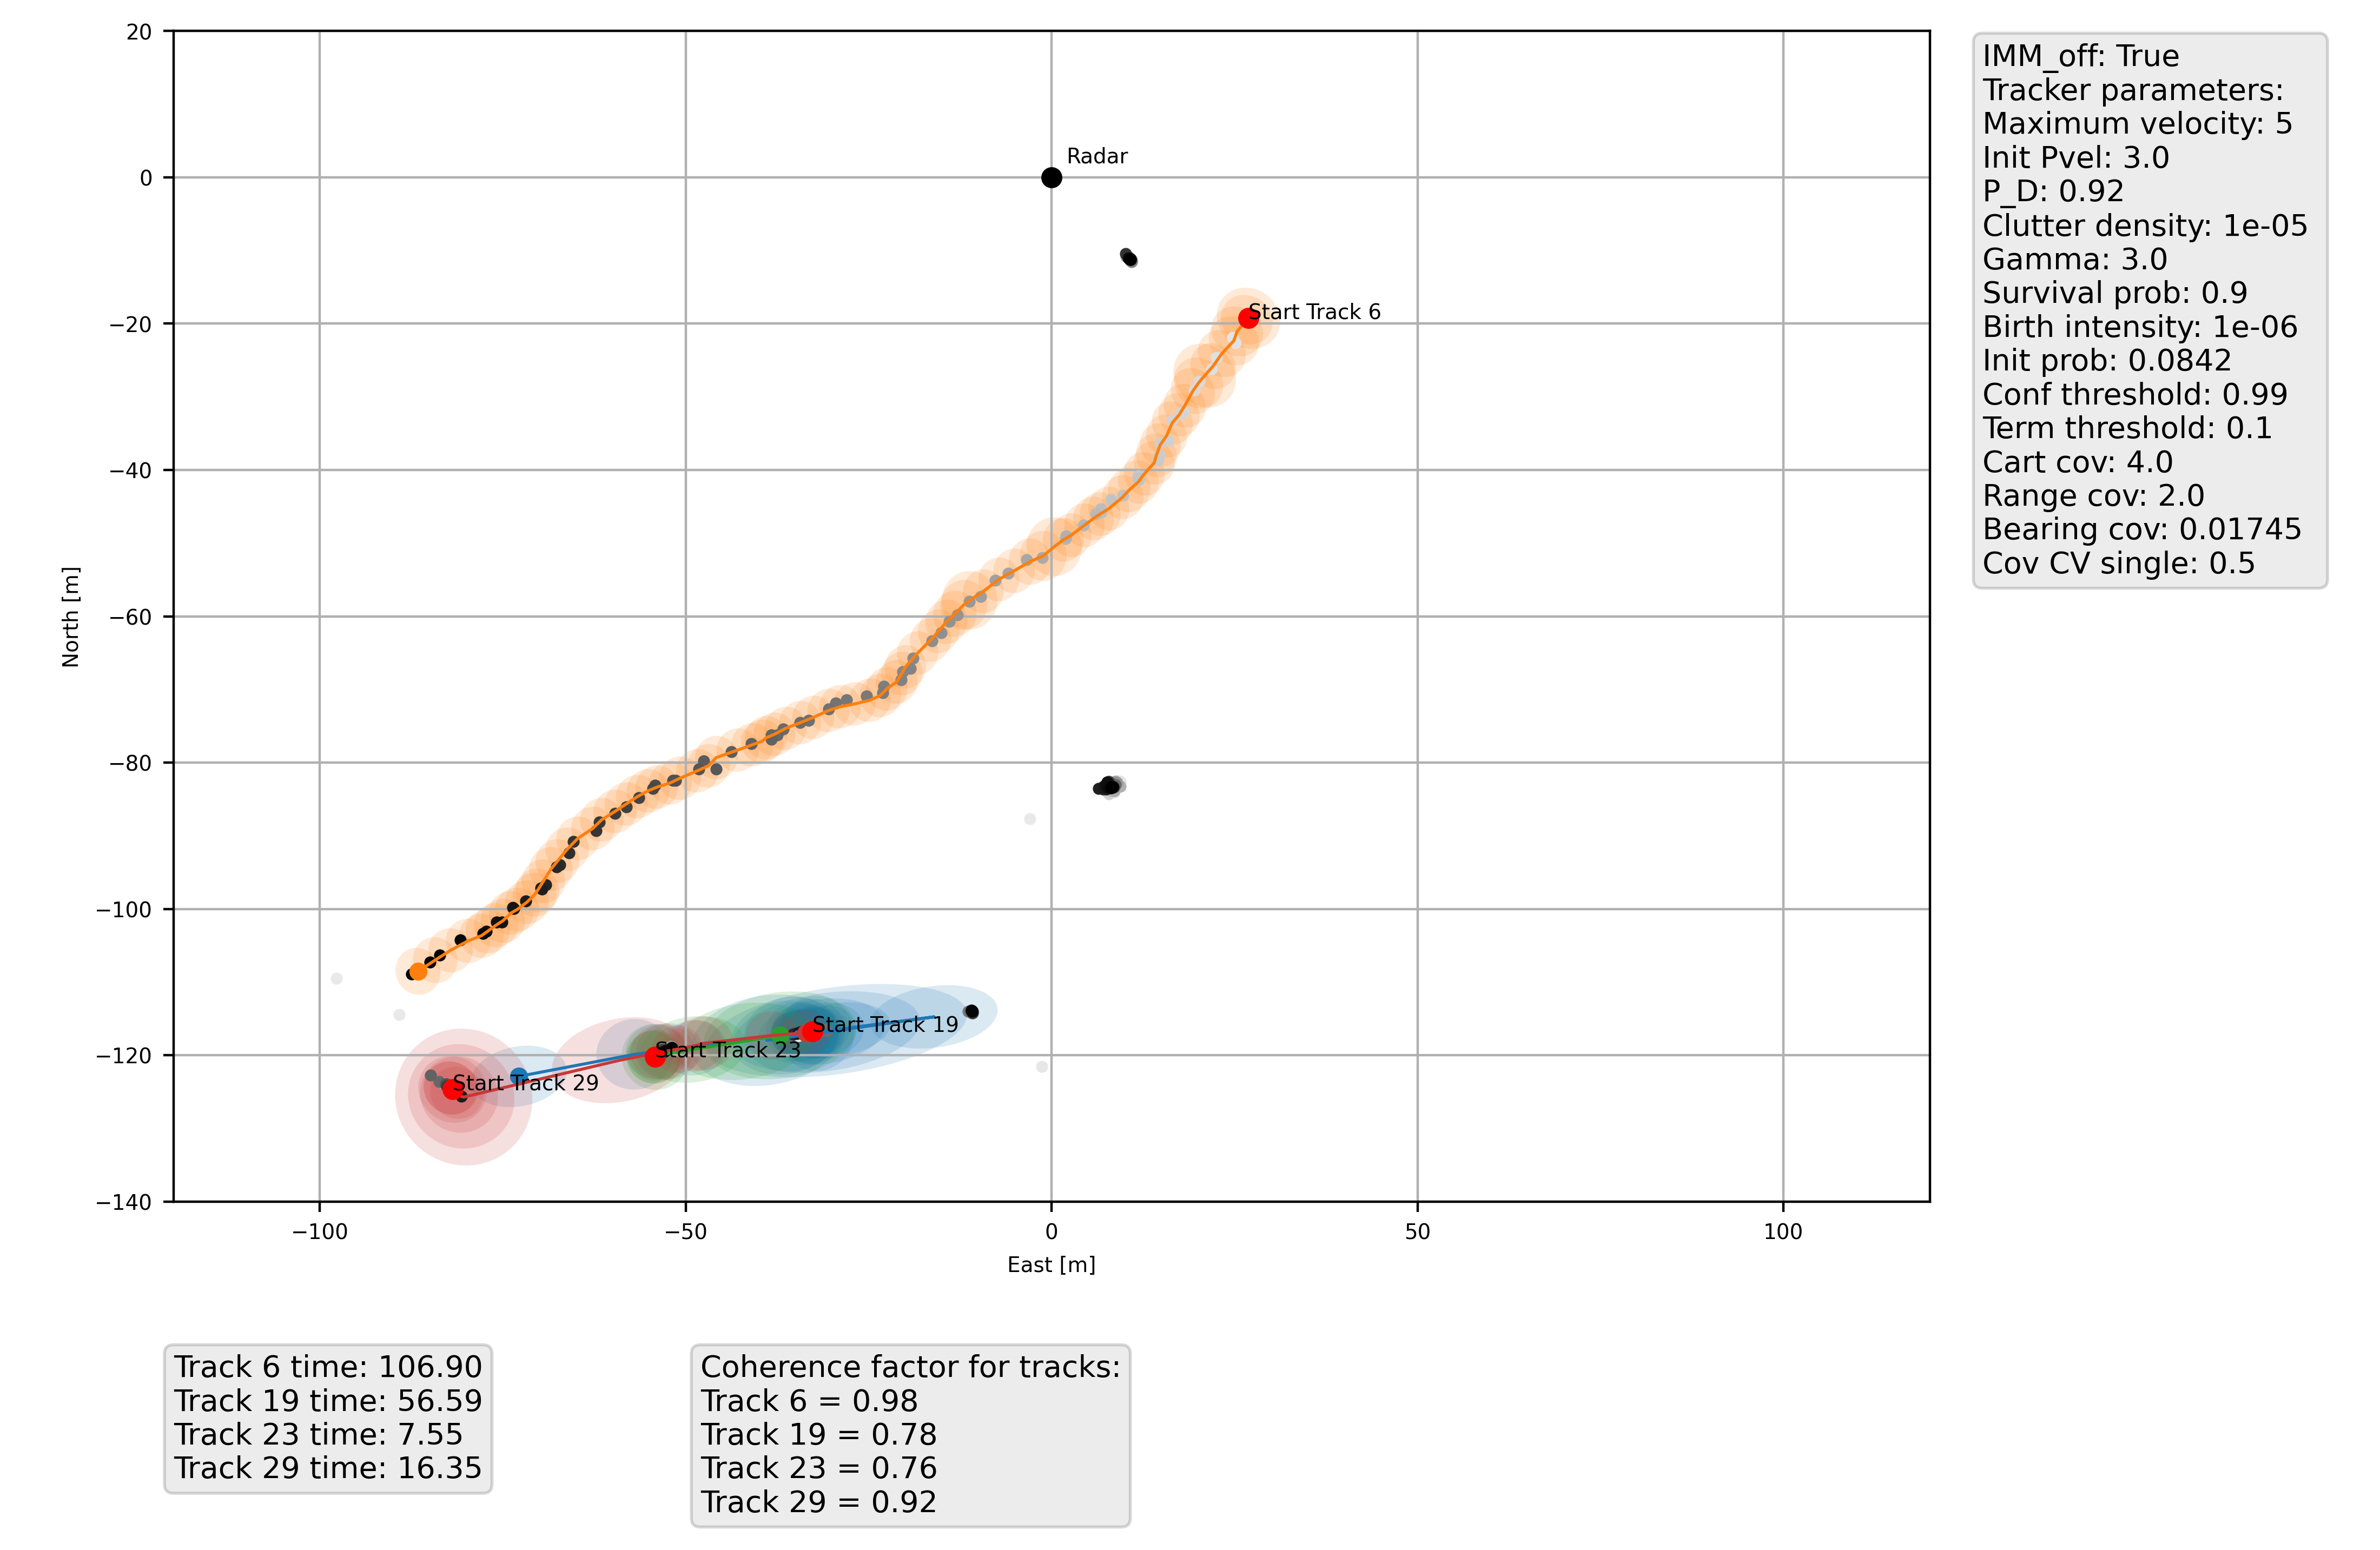 20
0
−20
−40
−60
−80
−100
−120
−140
−100
−50
0
50
100
North [m]
East [m]
Radar
Start Track 6
Start Track 19
Start Track 23
Start Track 29
IMM_off: True
Tracker parameters:
Maximum velocity: 5
Init Pvel: 3.0
P_D: 0.92
Clutter density: 1e-05
Gamma: 3.0
Survival prob: 0.9
Birth intensity: 1e-06
Init prob: 0.0842
Conf threshold: 0.99
Term threshold: 0.1
Cart cov: 4.0
Range cov: 2.0
Bearing cov: 0.01745
Cov CV single: 0.5
Track 6 time: 106.90
Track 19 time: 56.59
Track 23 time: 7.55
Track 29 time: 16.35
Coherence factor for tracks:
Track 6 = 0.98
Track 19 = 0.78
Track 23 = 0.76
Track 29 = 0.92